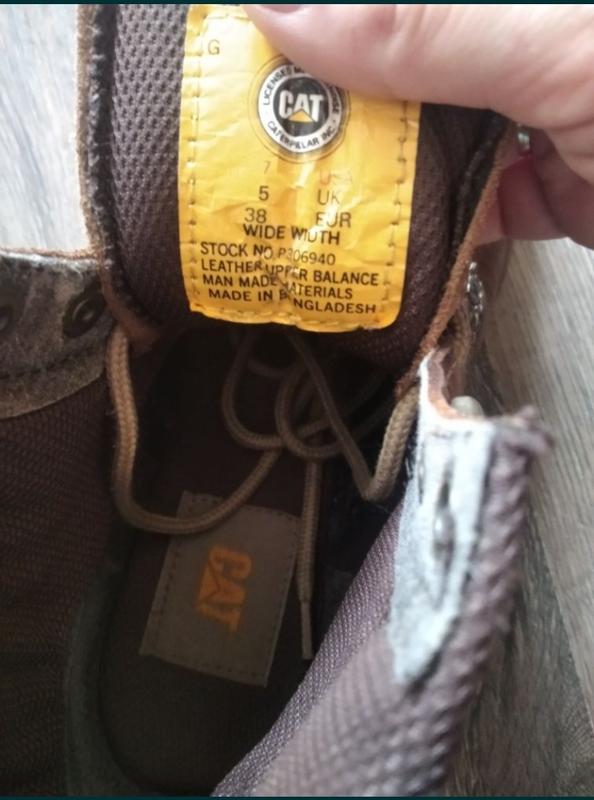 G
LICENSED
CAT
CATERPILLAR INC.
7 USA
5 UK
38 EUR
WIDE WIDTH
STOCK NO P306940
LEATHER UPPER BALANCE
MAN MADE MATERIALS
MADE IN BANGLADESH
CAT